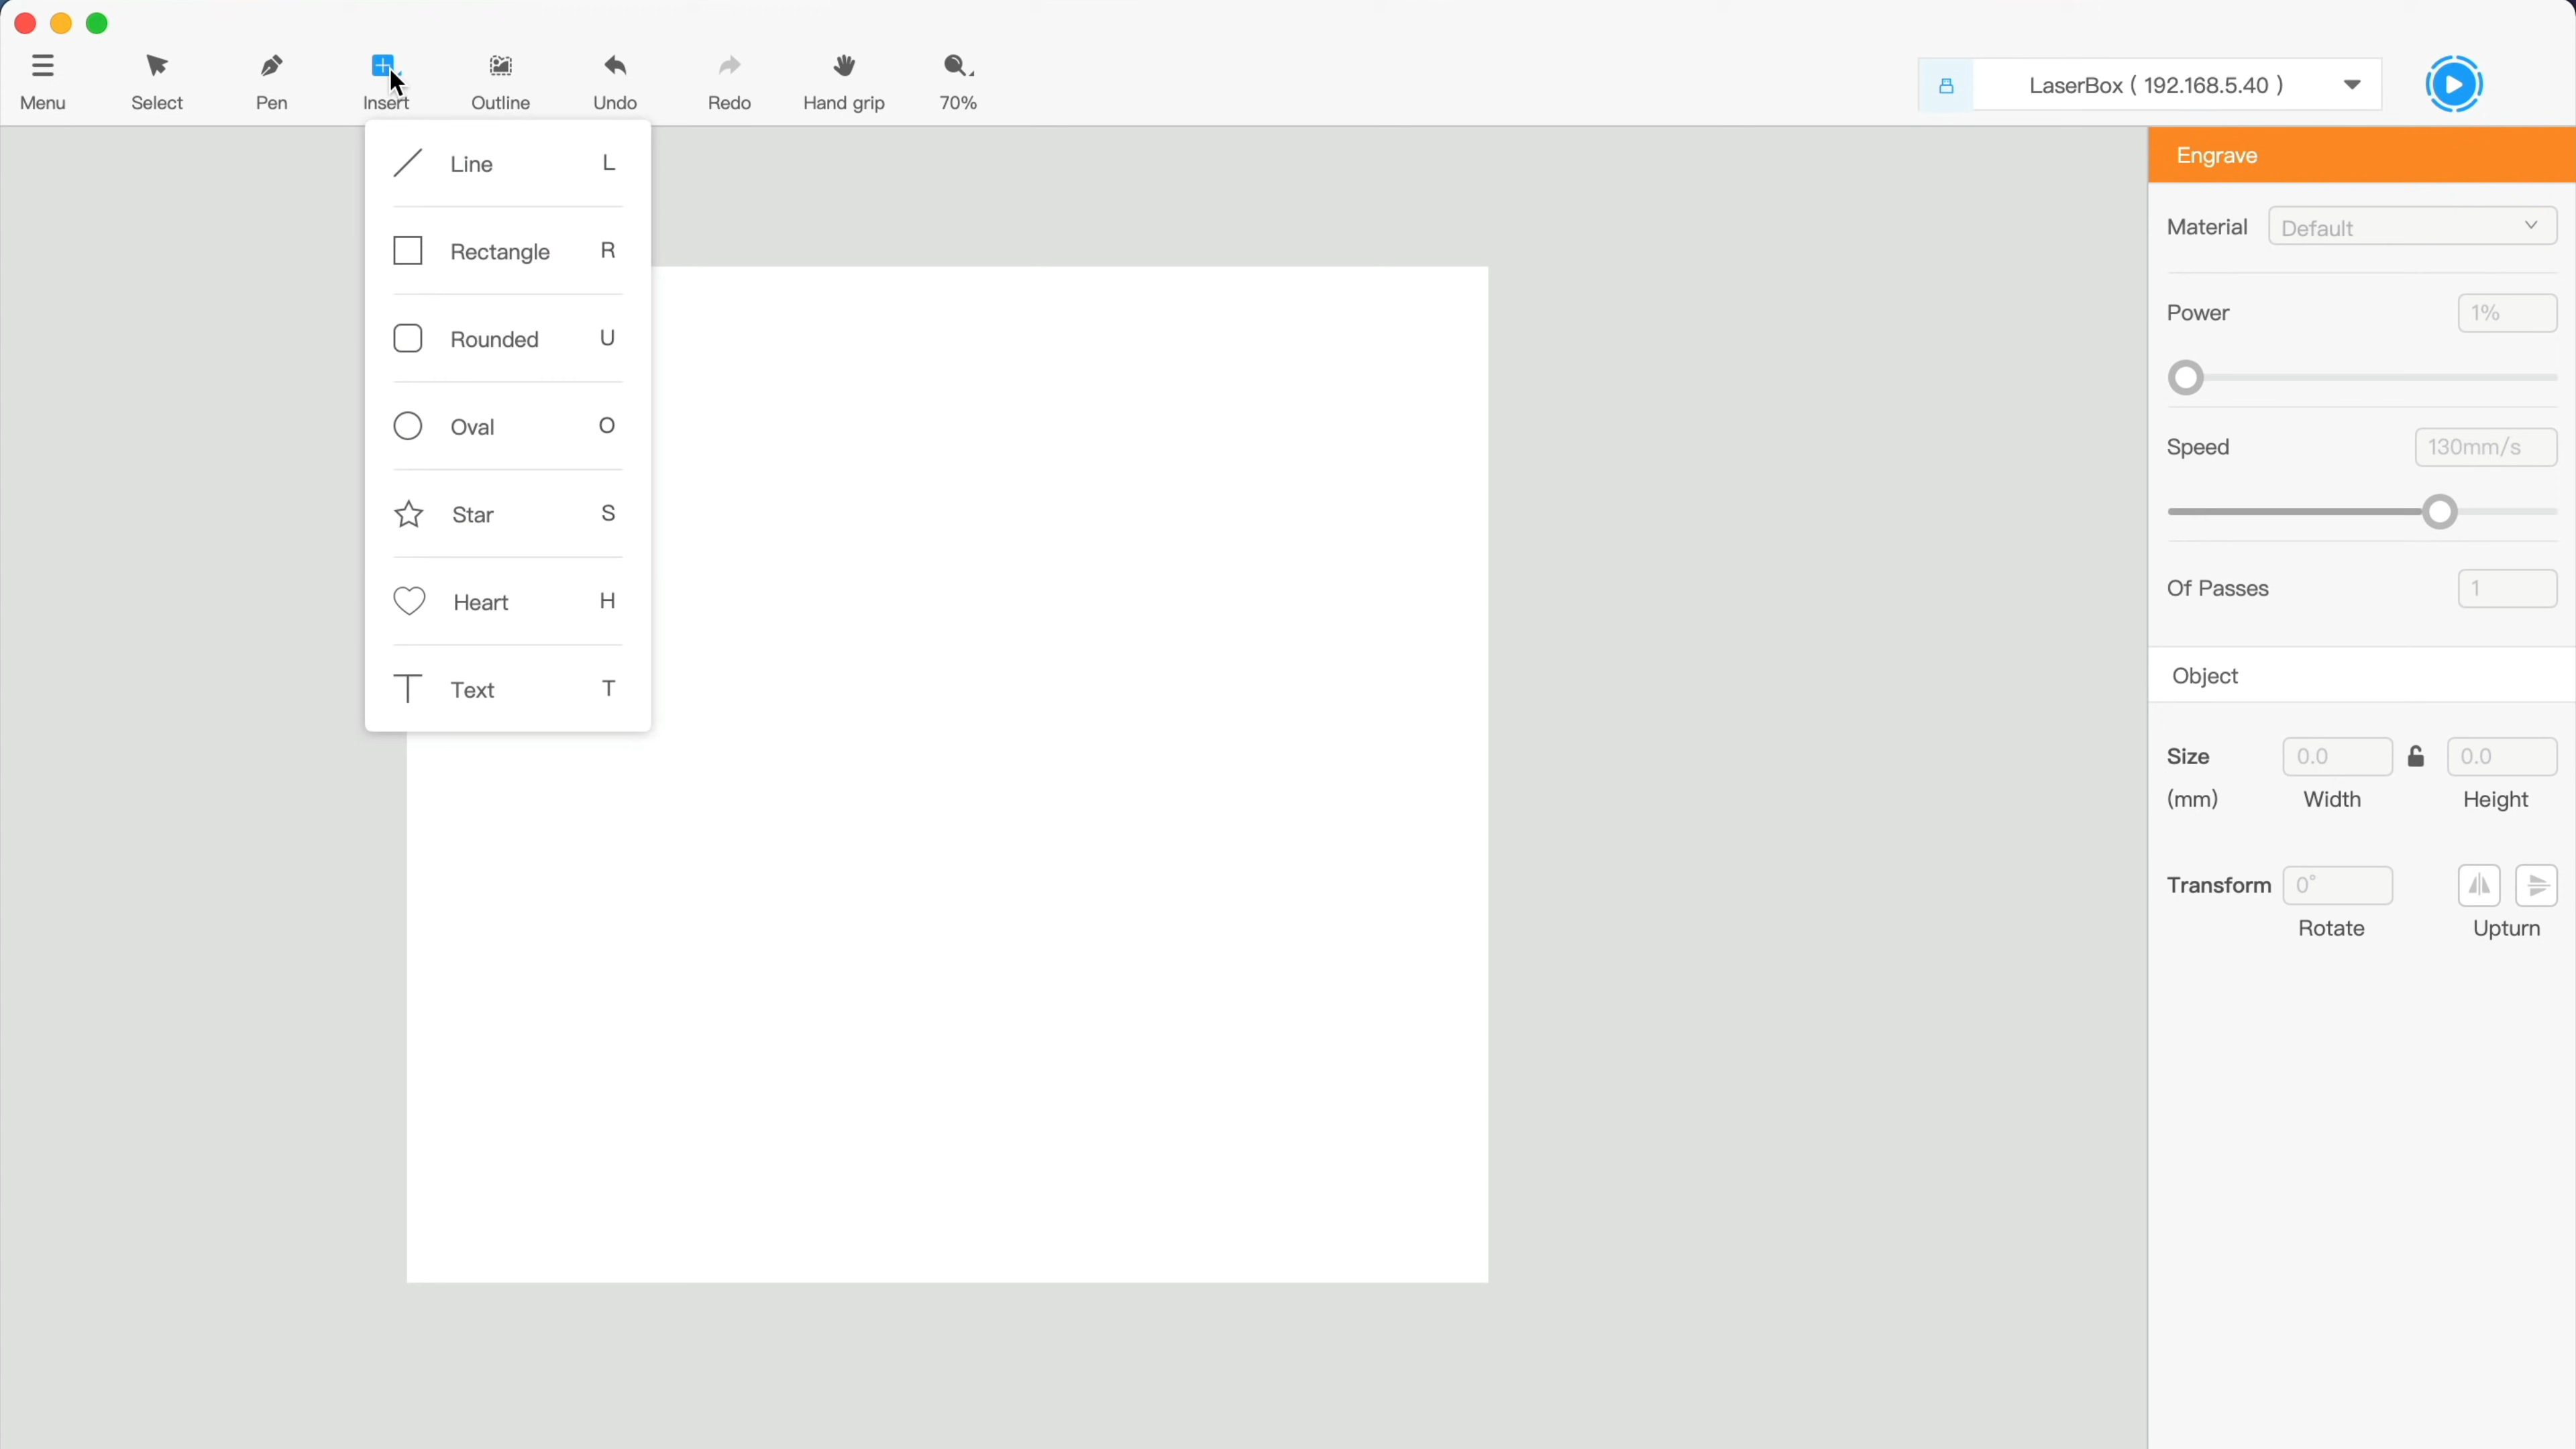 Menu
Select
Pen
Insert
Outline
Undo
Redo
Hand grip
70%
LaserBox ( 192.168.5.40 )
Line L
Rectangle R
Rounded U
Oval O
Star S
Heart H
Text T
Engrave
Material Default
Power 1%
Speed 130mm/s
Of Passes 1
Object
Size 0.0 0.0
(mm) Width Height
Transform 0°
Rotate Upturn